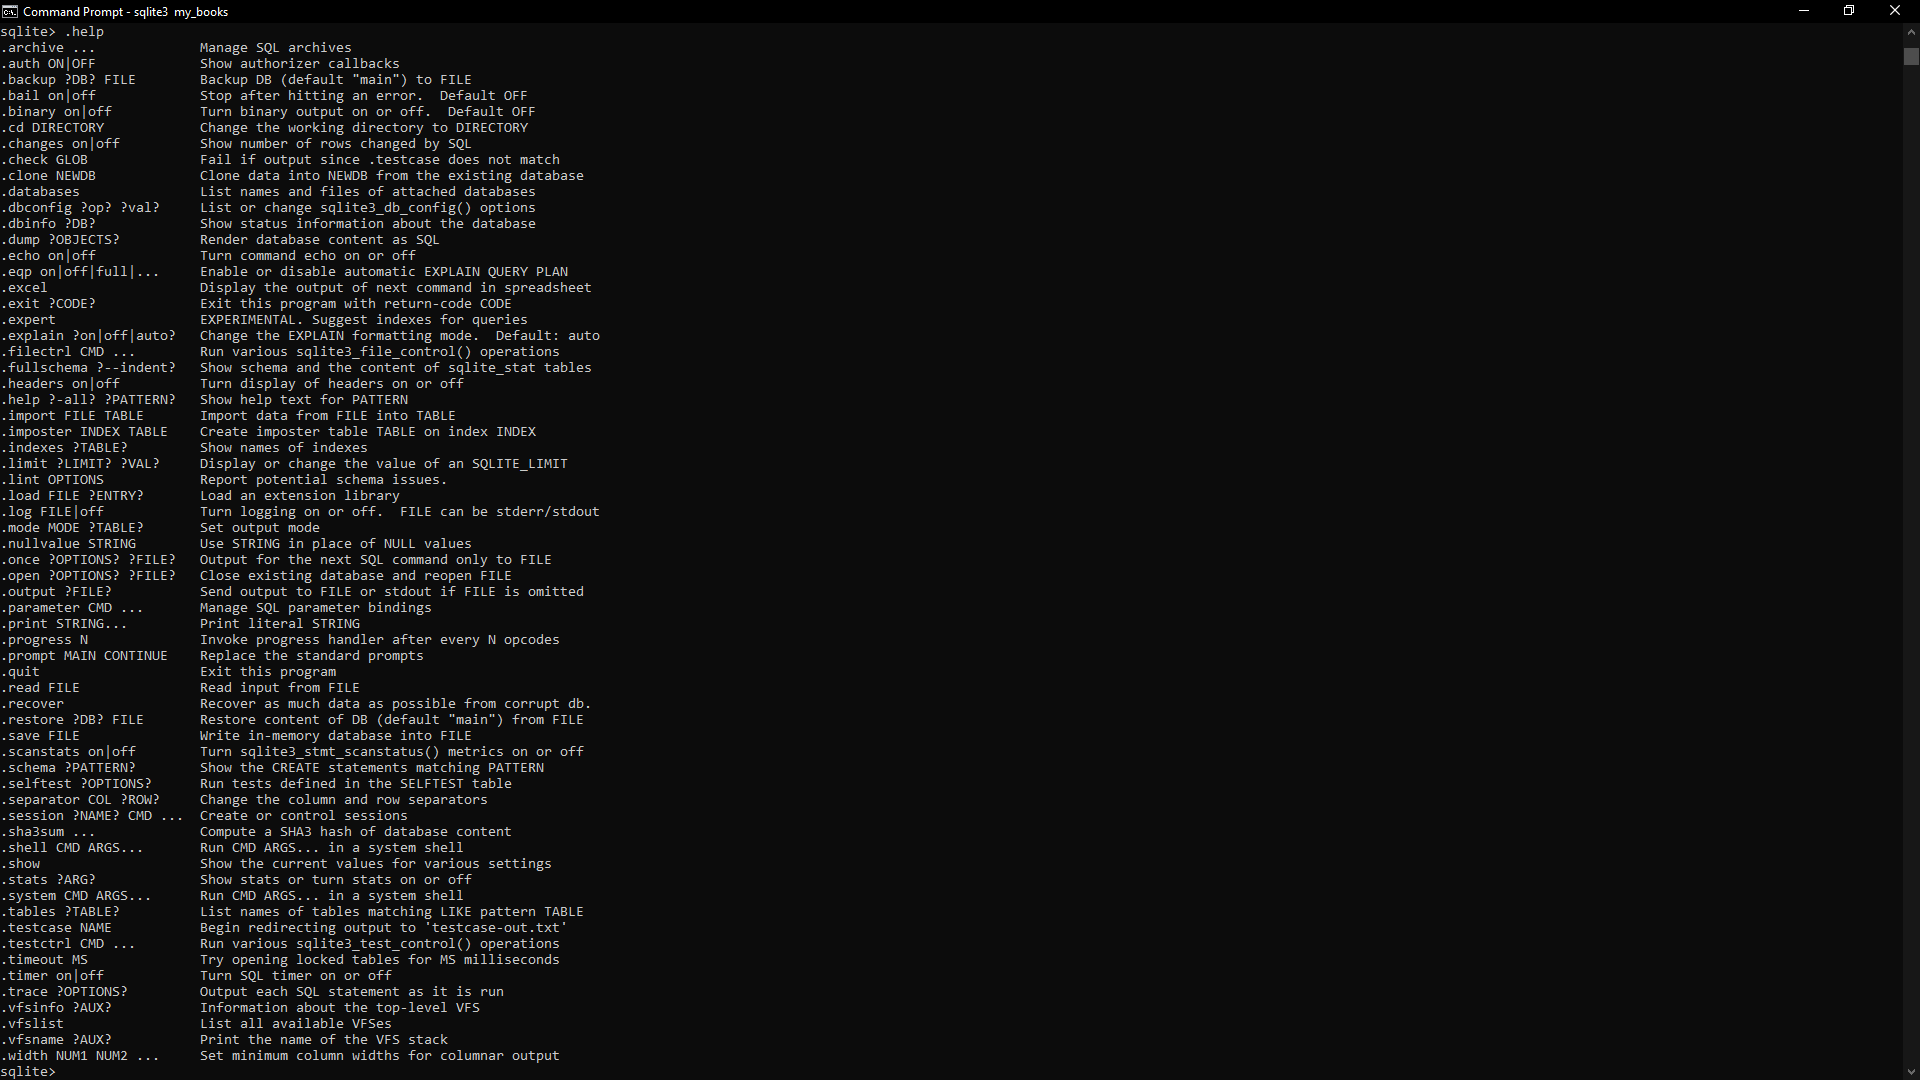 Command Prompt - sqlite3  my_books
sqlite> .help
.archive ...             Manage SQL archives
.auth ON|OFF             Show authorizer callbacks
.backup ?DB? FILE        Backup DB (default "main") to FILE
.bail on|off             Stop after hitting an error.  Default OFF
.binary on|off           Turn binary output on or off.  Default OFF
.cd DIRECTORY            Change the working directory to DIRECTORY
.changes on|off          Show number of rows changed by SQL
.check GLOB              Fail if output since .testcase does not match
.clone NEWDB             Clone data into NEWDB from the existing database
.databases               List names and files of attached databases
.dbconfig ?op? ?val?     List or change sqlite3_db_config() options
.dbinfo ?DB?             Show status information about the database
.dump ?OBJECTS?          Render database content as SQL
.echo on|off             Turn command echo on or off
.eqp on|off|full|...     Enable or disable automatic EXPLAIN QUERY PLAN
.excel                   Display the output of next command in spreadsheet
.exit ?CODE?             Exit this program with return-code CODE
.expert                  EXPERIMENTAL. Suggest indexes for queries
.explain ?on|off|auto?   Change the EXPLAIN formatting mode.  Default: auto
.filectrl CMD ...        Run various sqlite3_file_control() operations
.fullschema ?--indent?   Show schema and the content of sqlite_stat tables
.headers on|off          Turn display of headers on or off
.help ?-all? ?PATTERN?   Show help text for PATTERN
.import FILE TABLE       Import data from FILE into TABLE
.imposter INDEX TABLE    Create imposter table TABLE on index INDEX
.indexes ?TABLE?         Show names of indexes
.limit ?LIMIT? ?VAL?     Display or change the value of an SQLITE_LIMIT
.lint OPTIONS            Report potential schema issues.
.load FILE ?ENTRY?       Load an extension library
.log FILE|off            Turn logging on or off.  FILE can be stderr/stdout
.mode MODE ?TABLE?       Set output mode
.nullvalue STRING        Use STRING in place of NULL values
.once ?OPTIONS? ?FILE?   Output for the next SQL command only to FILE
.open ?OPTIONS? ?FILE?   Close existing database and reopen FILE
.output ?FILE?           Send output to FILE or stdout if FILE is omitted
.parameter CMD ...       Manage SQL parameter bindings
.print STRING...         Print literal STRING
.progress N              Invoke progress handler after every N opcodes
.prompt MAIN CONTINUE    Replace the standard prompts
.quit                    Exit this program
.read FILE               Read input from FILE
.recover                 Recover as much data as possible from corrupt db.
.restore ?DB? FILE       Restore content of DB (default "main") from FILE
.save FILE               Write in-memory database into FILE
.scanstats on|off        Turn sqlite3_stmt_scanstatus() metrics on or off
.schema ?PATTERN?        Show the CREATE statements matching PATTERN
.selftest ?OPTIONS?      Run tests defined in the SELFTEST table
.separator COL ?ROW?     Change the column and row separators
.session ?NAME? CMD ...  Create or control sessions
.sha3sum ...             Compute a SHA3 hash of database content
.shell CMD ARGS...       Run CMD ARGS... in a system shell
.show                    Show the current values for various settings
.stats ?ARG?             Show stats or turn stats on or off
.system CMD ARGS...      Run CMD ARGS... in a system shell
.tables ?TABLE?          List names of tables matching LIKE pattern TABLE
.testcase NAME           Begin redirecting output to 'testcase-out.txt'
.testctrl CMD ...        Run various sqlite3_test_control() operations
.timeout MS              Try opening locked tables for MS milliseconds
.timer on|off            Turn SQL timer on or off
.trace ?OPTIONS?         Output each SQL statement as it is run
.vfsinfo ?AUX?           Information about the top-level VFS
.vfslist                 List all available VFSes
.vfsname ?AUX?           Print the name of the VFS stack
.width NUM1 NUM2 ...     Set minimum column widths for columnar output
sqlite>